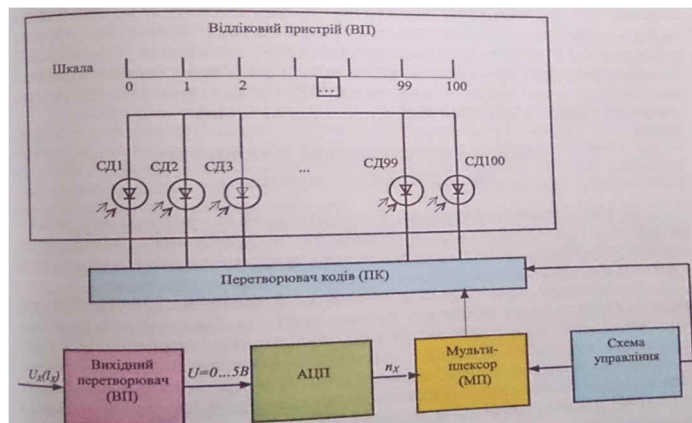 Відліковий пристрій (ВП)
Шкала
0 1 2 ... 99 100
СД1 СД2 СД3 ... СД99 СД100
Перетворювач кодів (ПК)
Uₓ(Iₓ)
Вихідний
перетворювач
(ВП)
U=0...5В
АЦП
nₓ
Мульти-
плексор
(МП)
Схема
управління